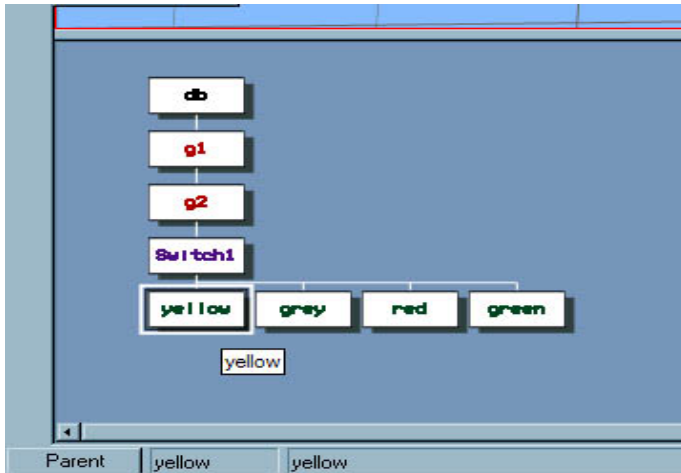 db
g1
g2
Switch1
yellow grey red green
yellow
Parent yellow yellow